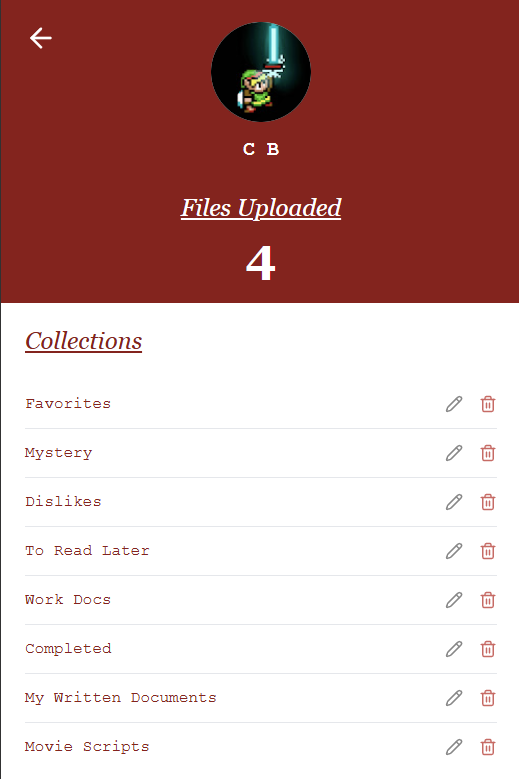 C B
Files Uploaded
4
Collections
Favorites
Mystery
Dislikes
To Read Later
Work Docs
Completed
My Written Documents
Movie Scripts